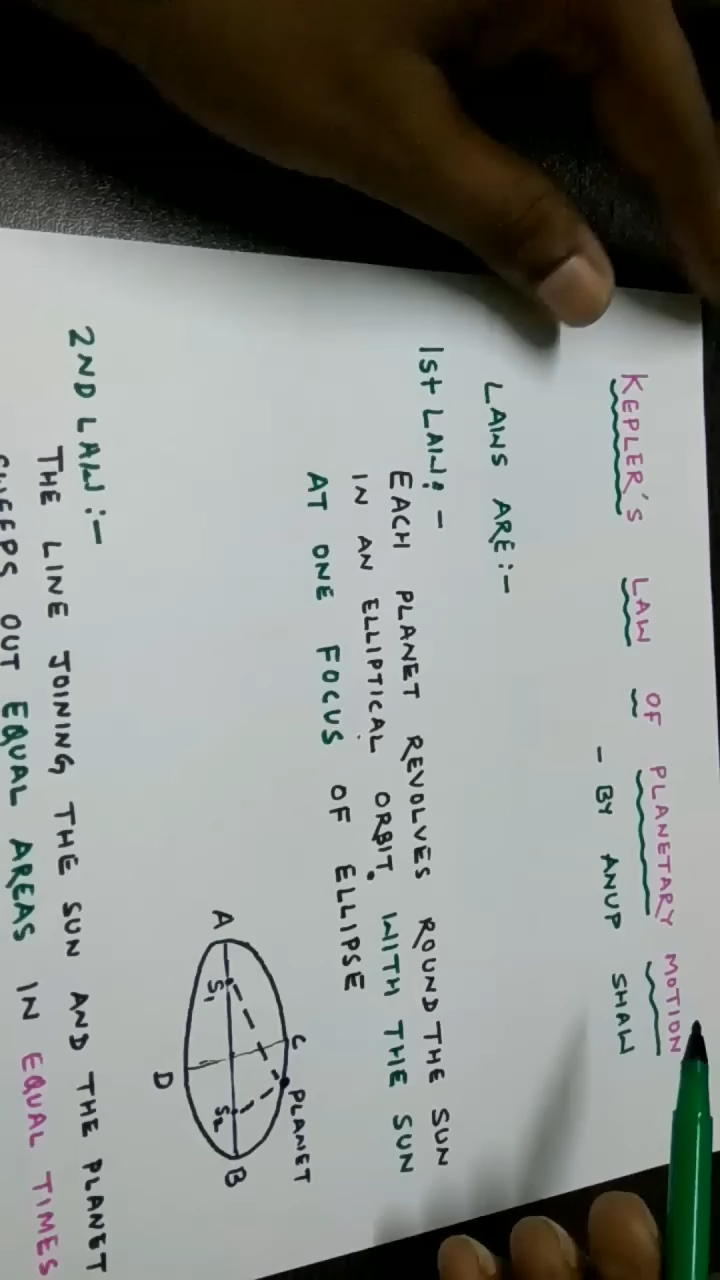 KEPLER'S LAW OF PLANETARY MOTION
- BY ANUP SHAW
LAWS ARE:-
1st LAW:-
EACH PLANET REVOLVES ROUND THE SUN
IN AN ELLIPTICAL ORBIT. WITH THE SUN
AT ONE FOCUS OF ELLIPSE
C
PLANET
A
S1
S2
B
D
2ND LAW:-
THE LINE JOINING THE SUN AND THE PLANET
SWEEPS OUT EQUAL AREAS IN EQUAL TIMES